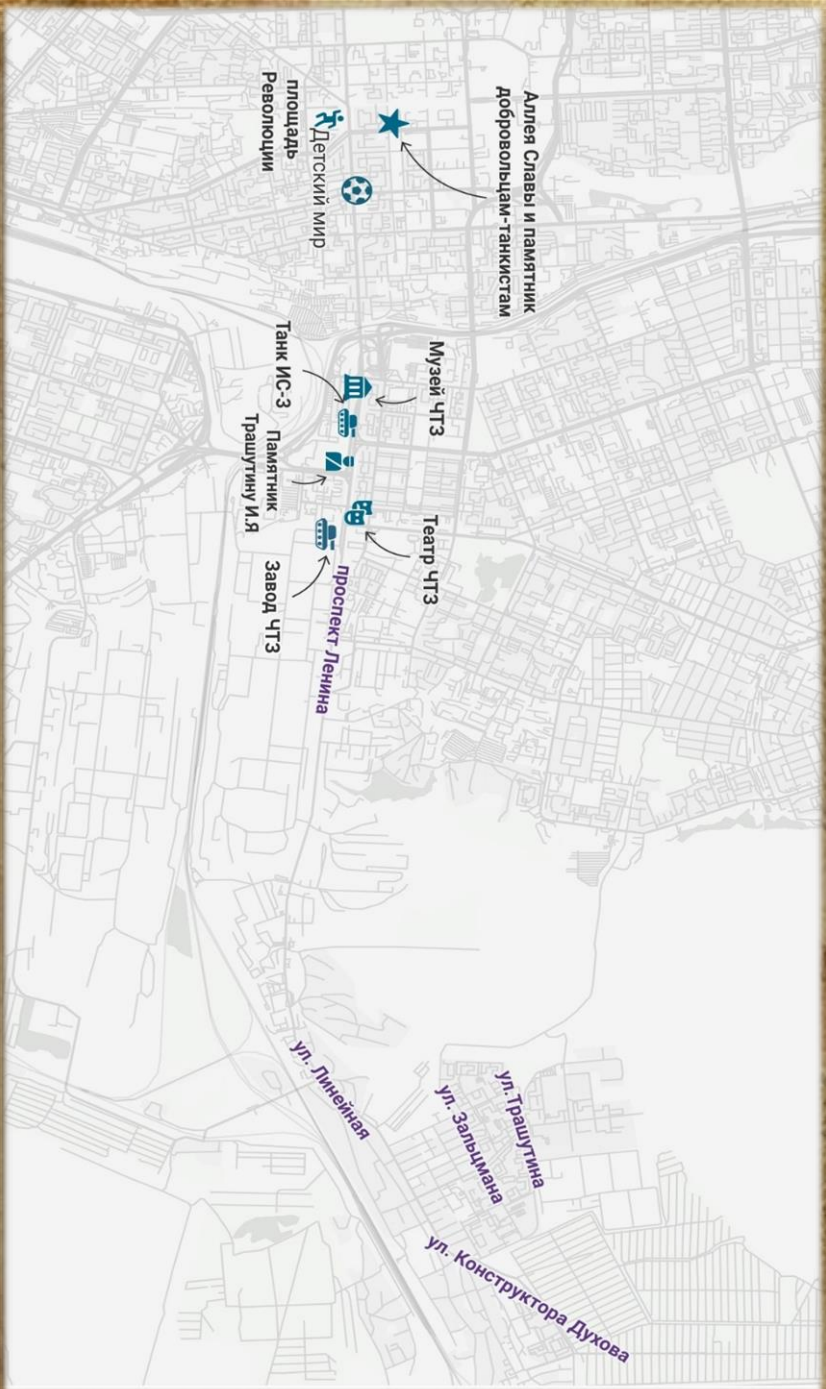 Аллея Славы и памятник
добровольцам-танкистам
площадь
Революции
Детский мир
Музей ЧТЗ
Танк ИС-3
Памятник
Трашутину И.Я
Театр ЧТЗ
Завод ЧТЗ
проспект Ленина
ул. Линейная
ул.Трашутина
ул. Зальцмана
ул. Конструктора Духова